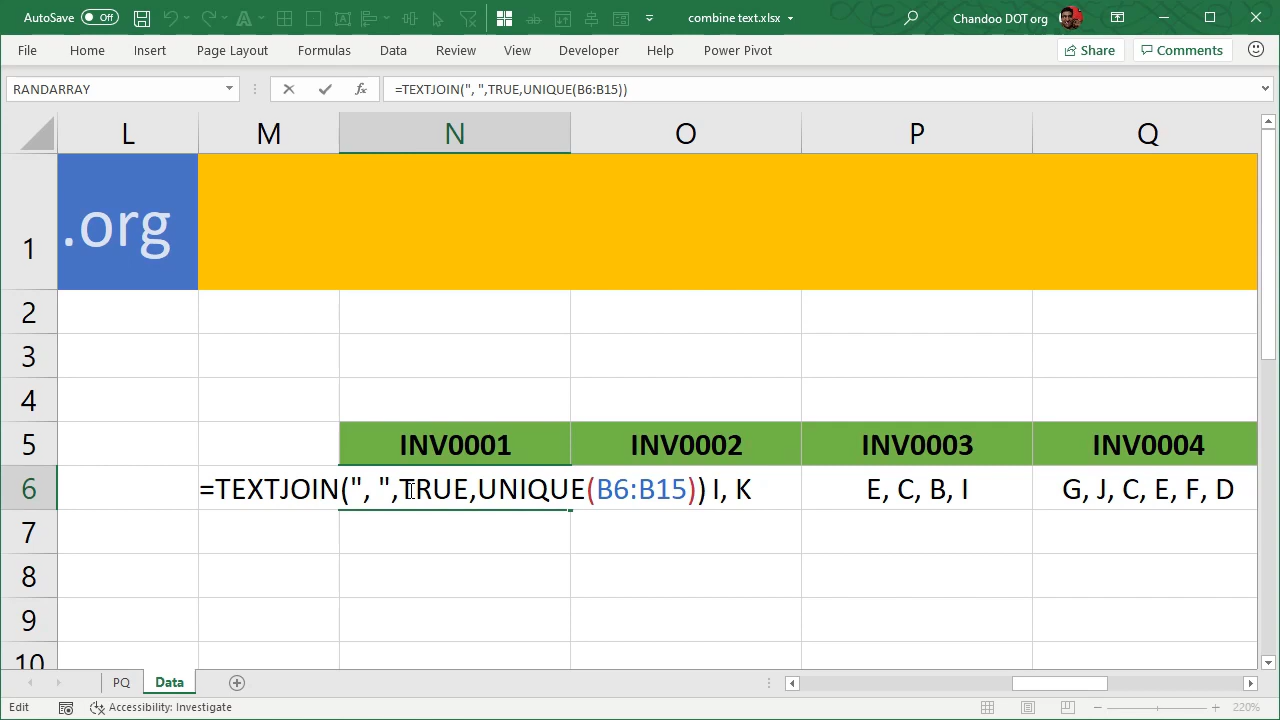 AutoSave Off combine text.xlsx Chandoo DOT org
File Home Insert Page Layout Formulas Data Review View Developer Help Power Pivot Share Comments
RANDARRAY fx =TEXTJOIN(", ",TRUE,UNIQUE(B6:B15))
L M N O P Q
1 .org
2
3
4
5 INV0001 INV0002 INV0003 INV0004
6 =TEXTJOIN(", ",TRUE,UNIQUE(B6:B15)) I, K E, C, B, I G, J, C, E, F, D
7
8
9
10
PQ Data
Edit Accessibility: Investigate 220%